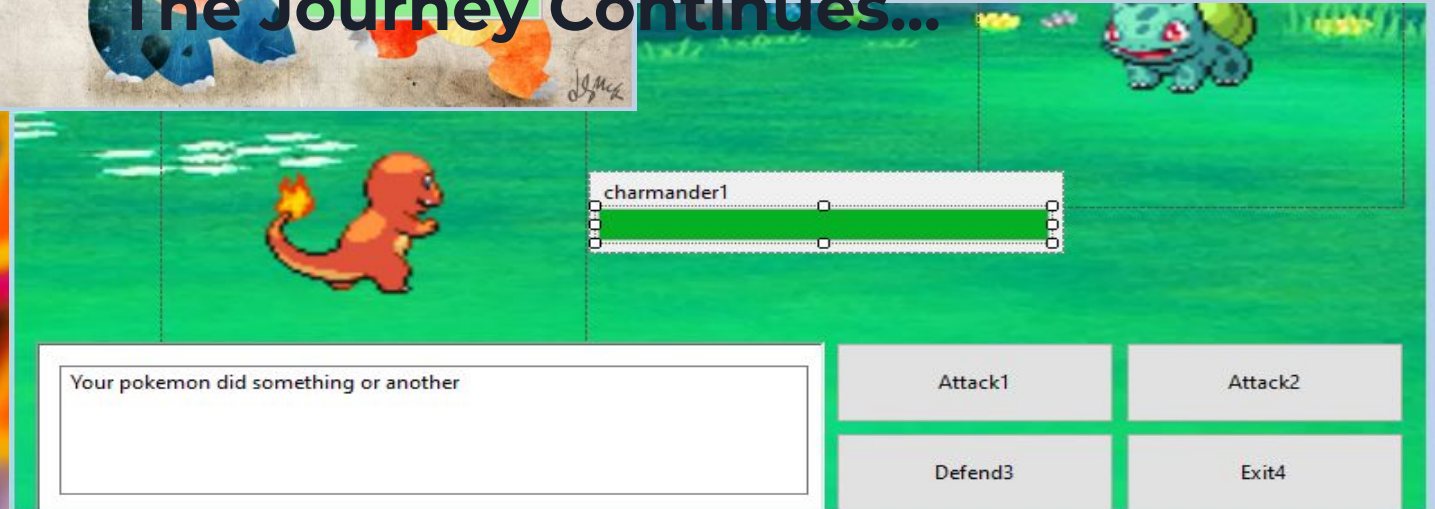 The Journey Continues...
charmander1
Your pokemon did something or another
Attack1
Attack2
Defend3
Exit4